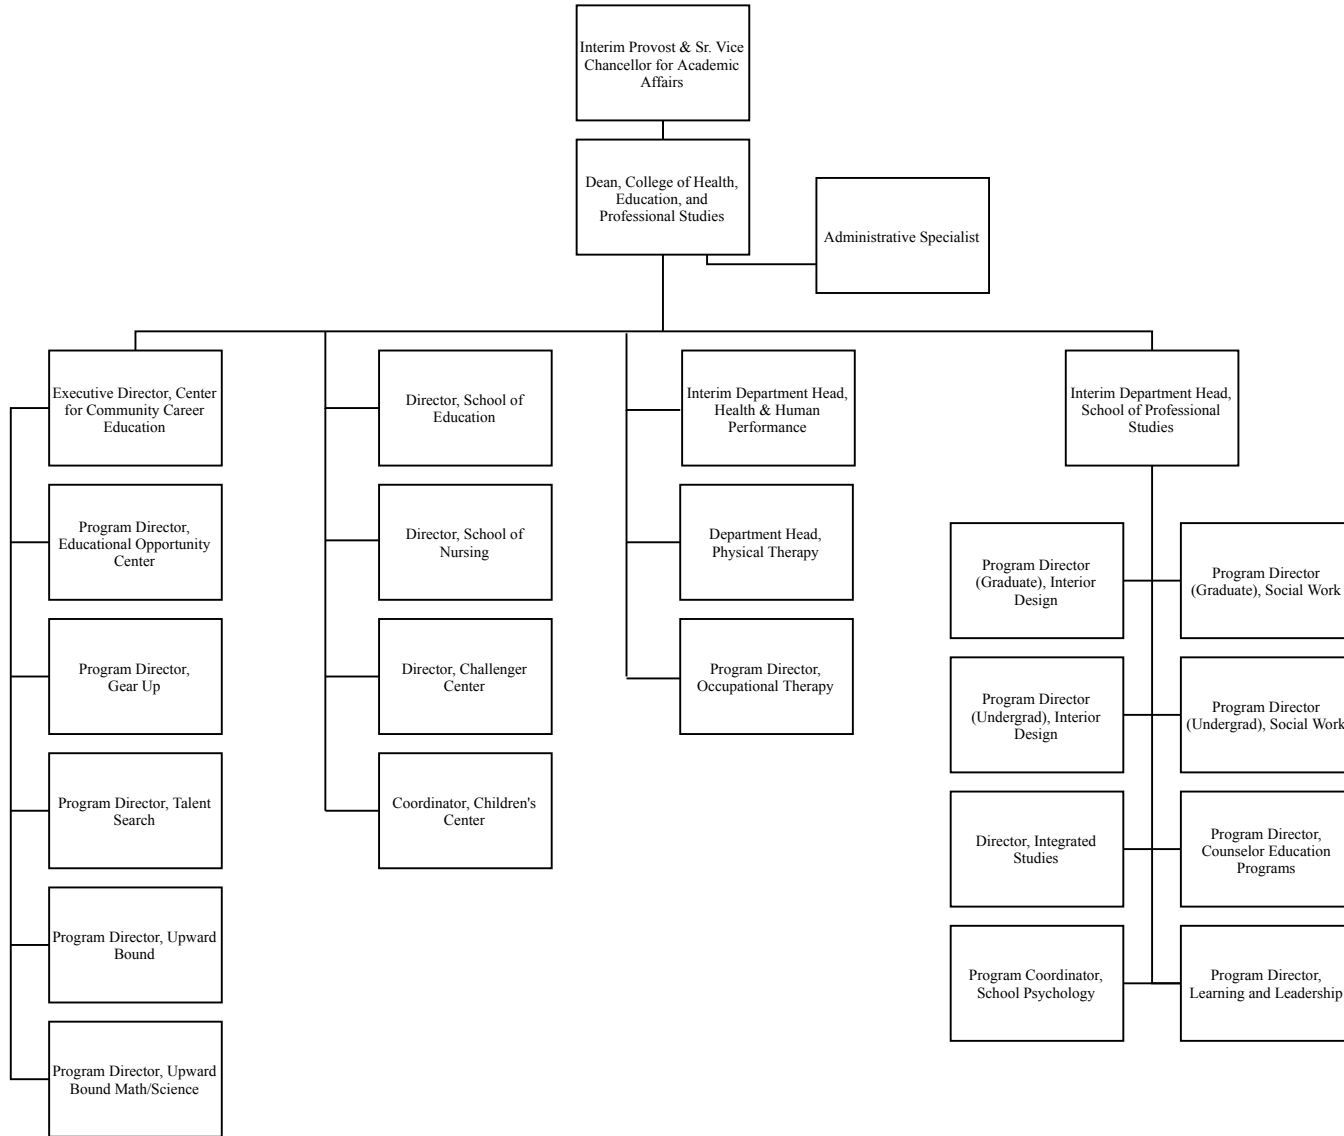 Interim Provost & Sr. Vice
Chancellor for Academic
Affairs
Dean, College of Health,
Education, and
Professional Studies
Administrative Specialist
Executive Director, Center
for Community Career
Education
Program Director,
Educational Opportunity
Center
Program Director,
Gear Up
Program Director, Talent
Search
Program Director, Upward
Bound
Program Director, Upward
Bound Math/Science
Director, School of
Education
Director, School of
Nursing
Director, Challenger
Center
Coordinator, Children's
Center
Interim Department Head,
Health & Human
Performance
Department Head,
Physical Therapy
Program Director,
Occupational Therapy
Interim Department Head,
School of Professional
Studies
Program Director
(Graduate), Interior
Design
Program Director
(Graduate), Social Work
Program Director
(Undergrad), Interior
Design
Program Director
(Undergrad), Social Work
Director, Integrated
Studies
Program Director,
Counselor Education
Programs
Program Coordinator,
School Psychology
Program Director,
Learning and Leadership